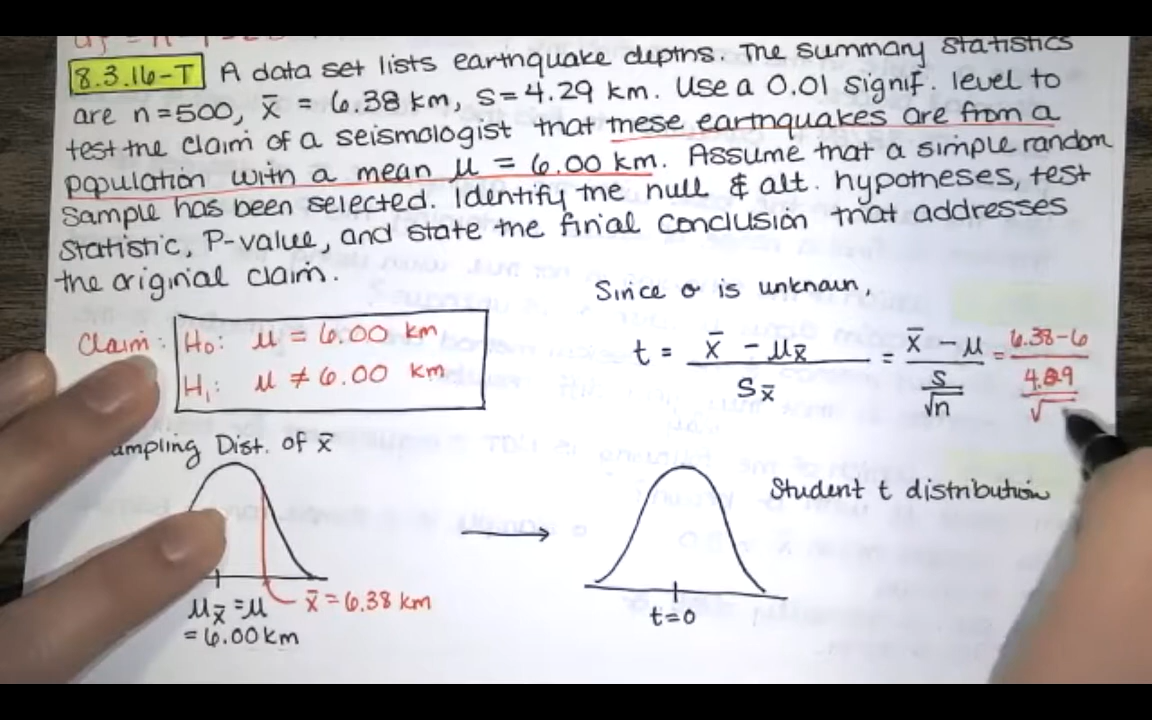 8.3.16-T A data set lists earthquake depths. The summary statistics
are n=500, x̄ = 6.38 km, s=4.29 km. Use a 0.01 signif. level to
test the claim of a seismologist that these earthquakes are from a
population with a mean μ = 6.00 km. Assume that a simple random
sample has been selected. Identify the null & alt. hypotheses, test
statistic, P-value, and state the final conclusion that addresses
the original claim.
Since σ is unknown,
Claim: H₀: μ = 6.00 km
H₁: μ ≠ 6.00 km
t = (x̄ - μx̄)/(sx̄) = (x̄ - μ)/(s/√n) = (6.38-6)/(4.29/√
ampling Dist. of x̄
Student t distribution
μx̄ = μ
= 6.00 km
x̄ = 6.38 km
t=0